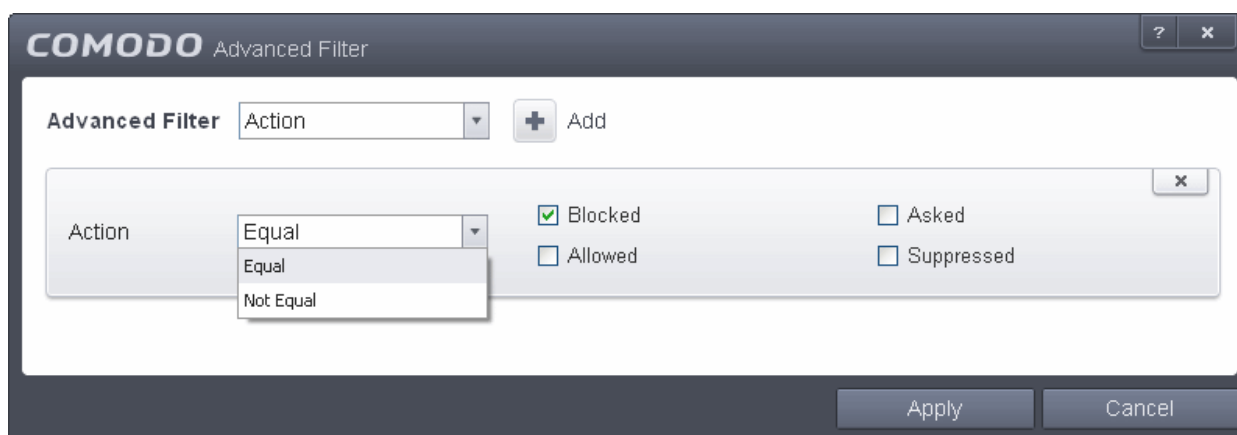 COMODO Advanced Filter ? x
Advanced Filter Action + Add
x
Action Equal Blocked Asked
Equal Allowed Suppressed
Not Equal
Apply Cancel